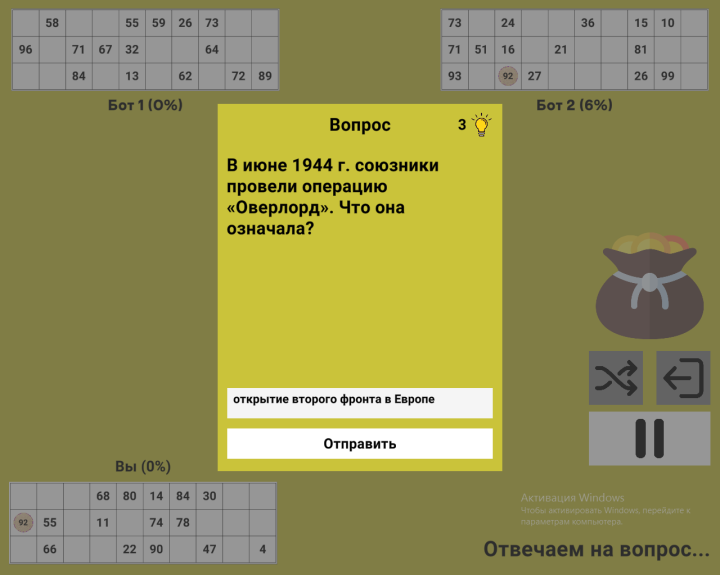 58 55 59 26 73
96 71 67 32 64
84 13 62 72 89
Бот 1 (0%)
73 24 36 15 10
71 51 16 21 81
93 92 27 26 99
Бот 2 (6%)
Вопрос
3
В июне 1944 г. союзники
провели операцию
«Оверлорд». Что она
означала?
открытие второго фронта в Европе
Отправить
Вы (0%)
68 80 14 84 30
92 55 11 74 78
66 22 90 47 4
Активация Windows
Чтобы активировать Windows, перейдите к
параметрам компьютера.
Отвечаем на вопрос...